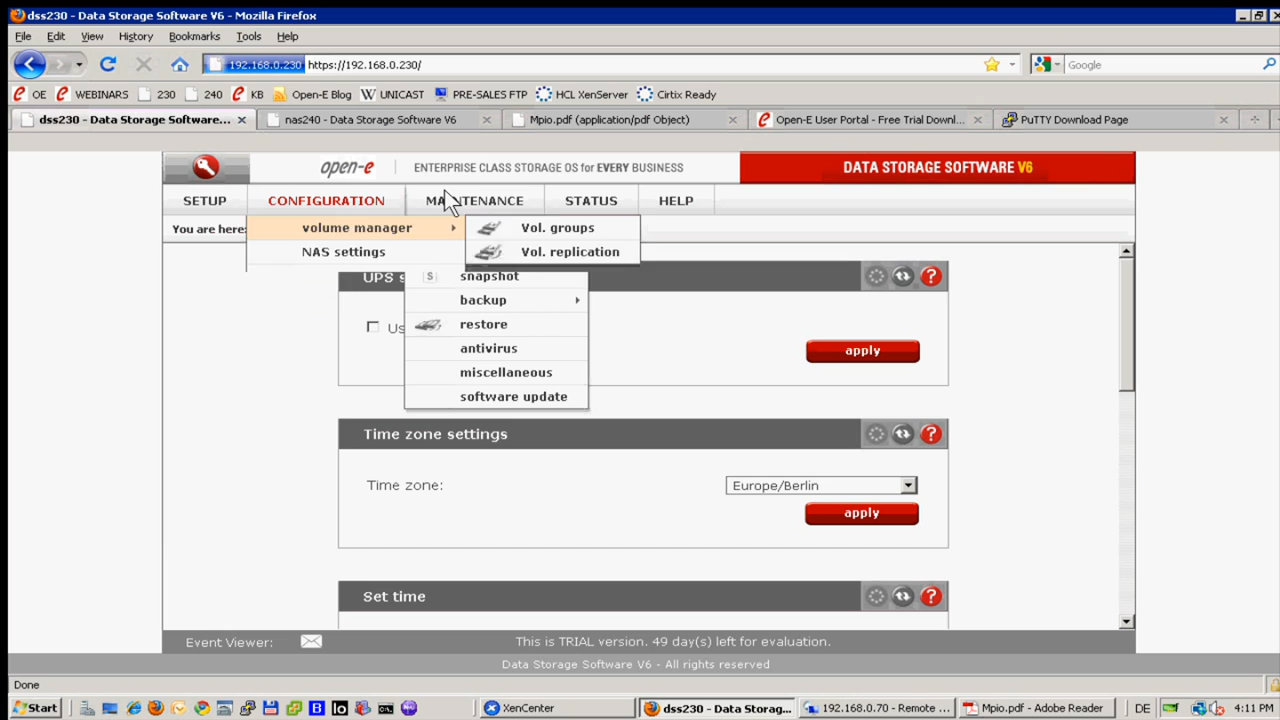 dss230 - Data Storage Software V6 - Mozilla Firefox
File Edit View History Bookmarks Tools Help
192.168.0.230 https://192.168.0.230/ Google
OE WEBINARS 230 240 KB Open-E Blog UNICAST PRE-SALES FTP HCL XenServer Cirtix Ready
dss230 - Data Storage Software... nas240 - Data Storage Software V6 Mpio.pdf (application/pdf Object) Open-E User Portal - Free Trial Downl... PuTTY Download Page
open-e ENTERPRISE CLASS STORAGE OS for EVERY BUSINESS DATA STORAGE SOFTWARE V6
SETUP CONFIGURATION MAINTENANCE STATUS HELP
You are here: volume manager Vol. groups
NAS settings Vol. replication
UPS s snapshot
backup
Us restore
antivirus
apply
miscellaneous
software update
Time zone settings
Time zone: Europe/Berlin
apply
Set time
Event Viewer: This is TRIAL version. 49 day(s) left for evaluation.
Data Storage Software V6 - All rights reserved
Done
Start XenCenter dss230 - Data Storag... 192.168.0.70 - Remote ... Mpio.pdf - Adobe Reader DE 4:11 PM